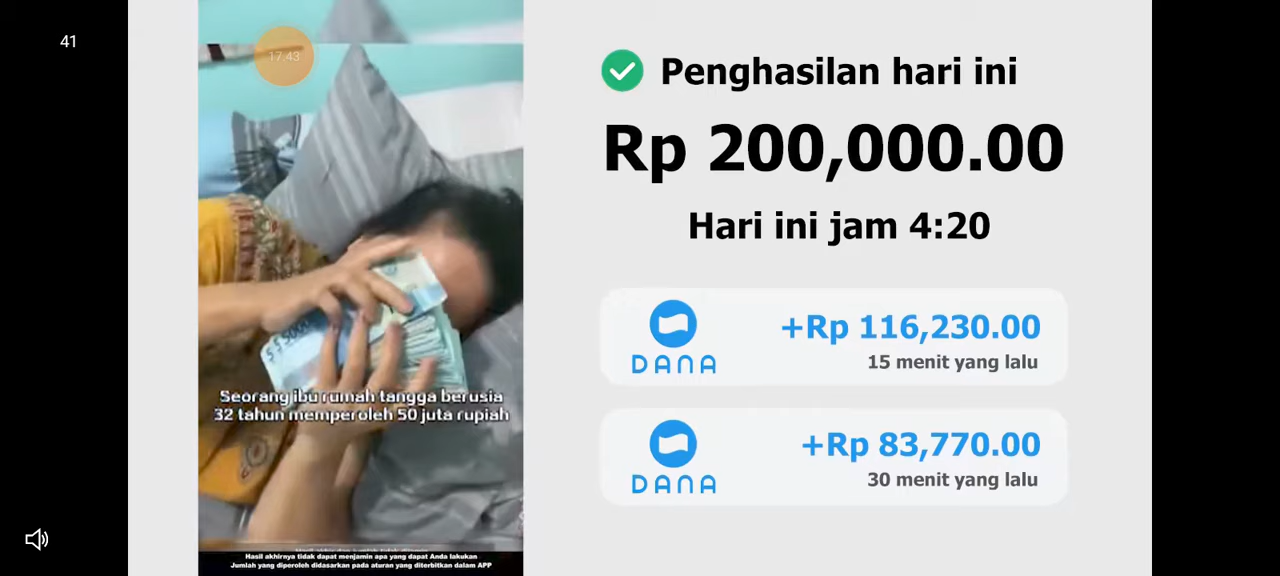 41
17.43
Penghasilan hari ini
Rp 200,000.00
Hari ini jam 4:20
DANA
+Rp 116,230.00
15 menit yang lalu
DANA
+Rp 83,770.00
30 menit yang lalu
Seorang ibu rumah tangga berusia
32 tahun memperoleh 50 juta rupiah
Hasil akhirnya tidak dapat menjamin apa yang dapat Anda lakukan
Jumlah yang diperoleh didasarkan pada aturan yang diterbitkan dalam APP